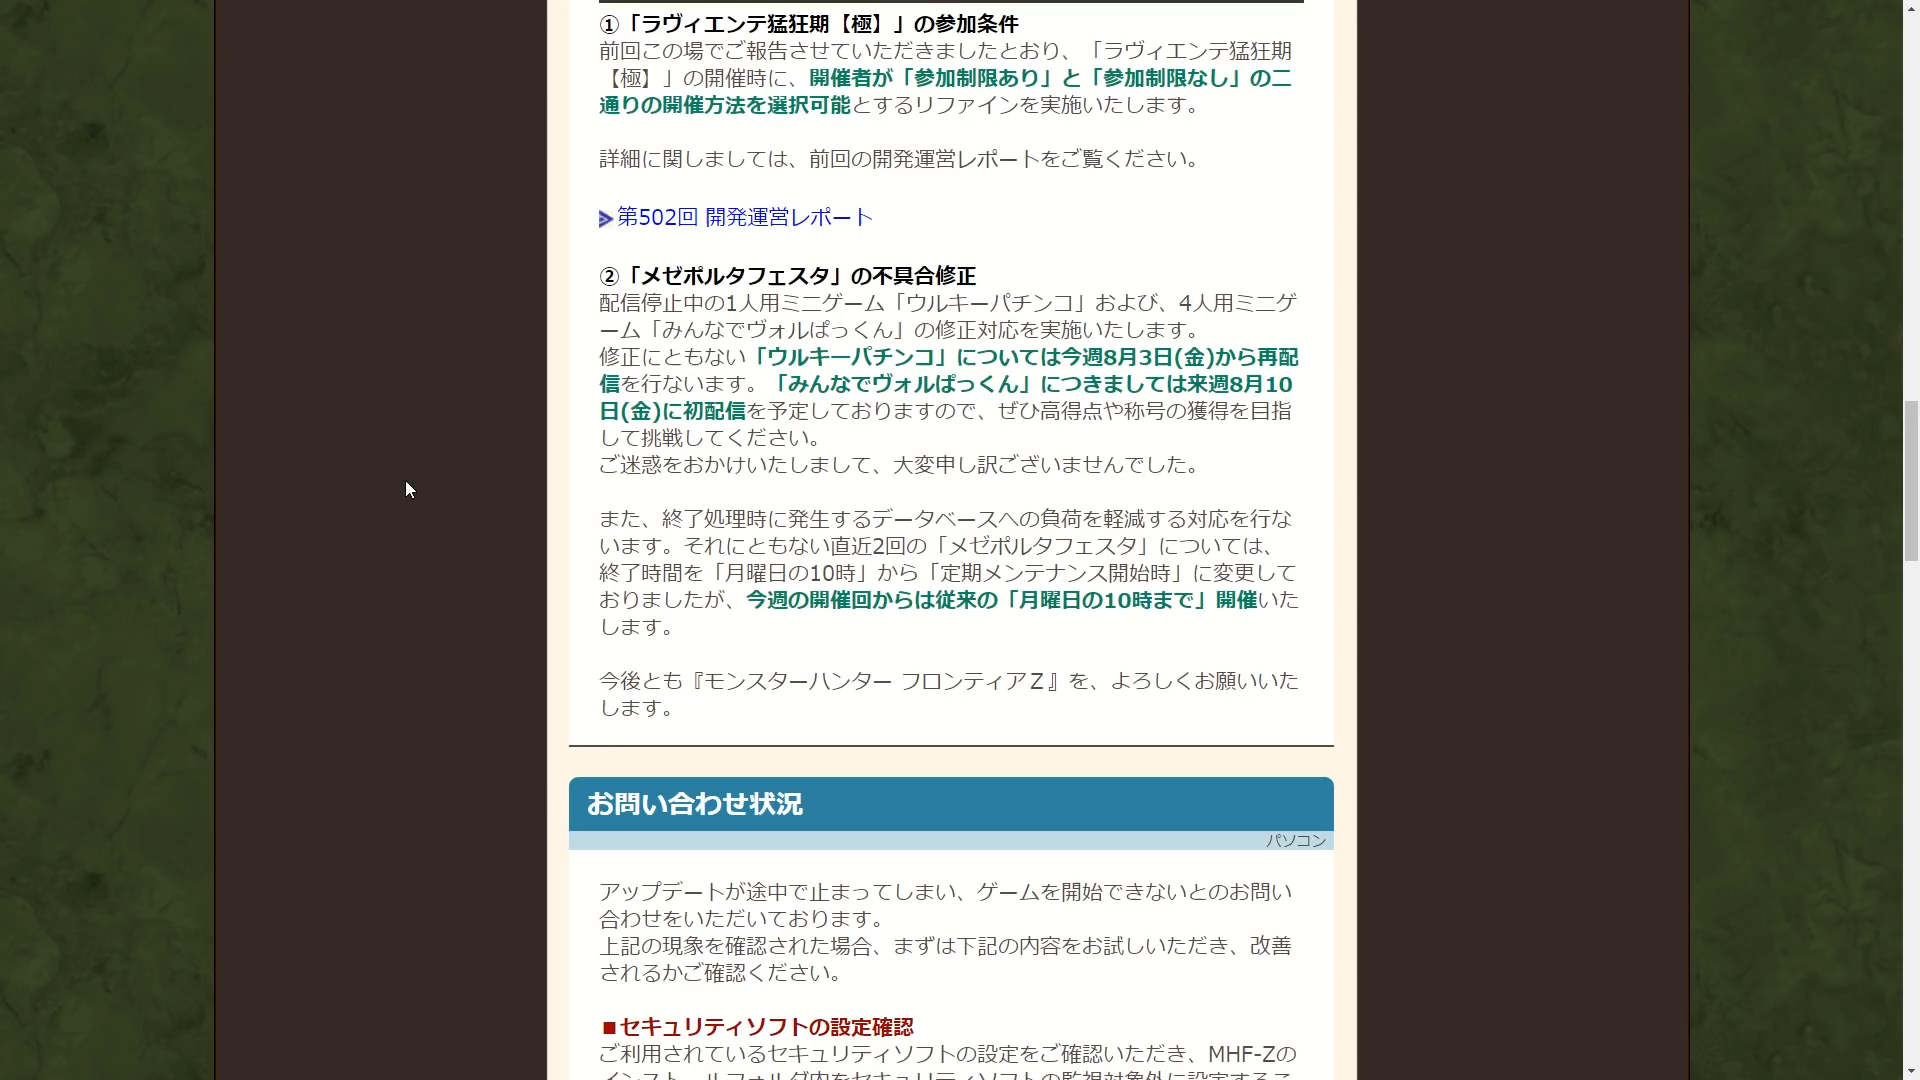 ①「ラヴィエンテ猛狂期【極】」の参加条件
前回この場でご報告させていただきましたとおり、「ラヴィエンテ猛狂期
【極】」の開催時に、開催者が「参加制限あり」と「参加制限なし」の二
通りの開催方法を選択可能とするリファインを実施いたします。
詳細に関しましては、前回の開発運営レポートをご覧ください。
第502回 開発運営レポート
②「メゼポルタフェスタ」の不具合修正
配信停止中の1人用ミニゲーム「ウルキーパチンコ」および、4人用ミニゲ
ーム「みんなでヴォルぱっくん」の修正対応を実施いたします。
修正にともない「ウルキーパチンコ」については今週8月3日(金)から再配
信を行ないます。「みんなでヴォルぱっくん」につきましては来週8月10
日(金)に初配信を予定しておりますので、ぜひ高得点や称号の獲得を目指
して挑戦してください。
ご迷惑をおかけいたしまして、大変申し訳ございませんでした。
また、終了処理時に発生するデータベースへの負荷を軽減する対応を行な
います。それにともない直近2回の「メゼポルタフェスタ」については、
終了時間を「月曜日の10時」から「定期メンテナンス開始時」に変更して
おりましたが、今週の開催回からは従来の「月曜日の10時まで」開催いた
します。
今後とも『モンスターハンター フロンティアＺ』を、よろしくお願いいた
します。
お問い合わせ状況
パソコン
アップデートが途中で止まってしまい、ゲームを開始できないとのお問い
合わせをいただいております。
上記の現象を確認された場合、まずは下記の内容をお試しいただき、改善
されるかご確認ください。
■セキュリティソフトの設定確認
ご利用されているセキュリティソフトの設定をご確認いただき、MHF-Zの
インストールフォルダ内をセキュリティソフトの監視対象外に設定するこ